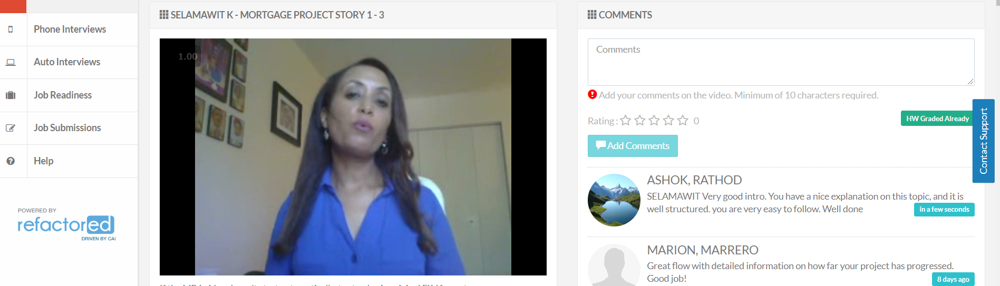 Phone Interviews
Auto Interviews
Job Readiness
Job Submissions
Help
POWERED BY
refactored
DRIVEN BY CAI
SELAMAWIT K - MORTGAGE PROJECT STORY 1 - 3
1.00
COMMENTS
Comments
Add your comments on the video. Minimum of 10 characters required.
Rating : 0
HW Graded Already
Add Comments
Contact Support
ASHOK, RATHOD
SELAMAWIT Very good intro. You have a nice explanation on this topic, and it is
well structured. you are very easy to follow. Well done
in a few seconds
MARION, MARRERO
Great flow with detailed information on how far your project has progressed.
Good job!
8 days ago